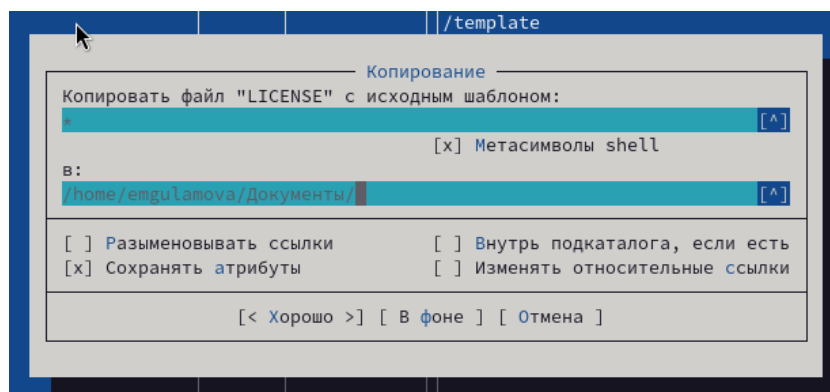 /template
Копирование
Копировать файл "LICENSE" с исходным шаблоном:
* [^]
[x] Метасимволы shell
в:
/home/emgulamova/Документы/ [^]
[ ] Разыменовывать ссылки [ ] Внутрь подкаталога, если есть
[x] Сохранять атрибуты [ ] Изменять относительные ссылки
[< Хорошо >] [ В фоне ] [ Отмена ]